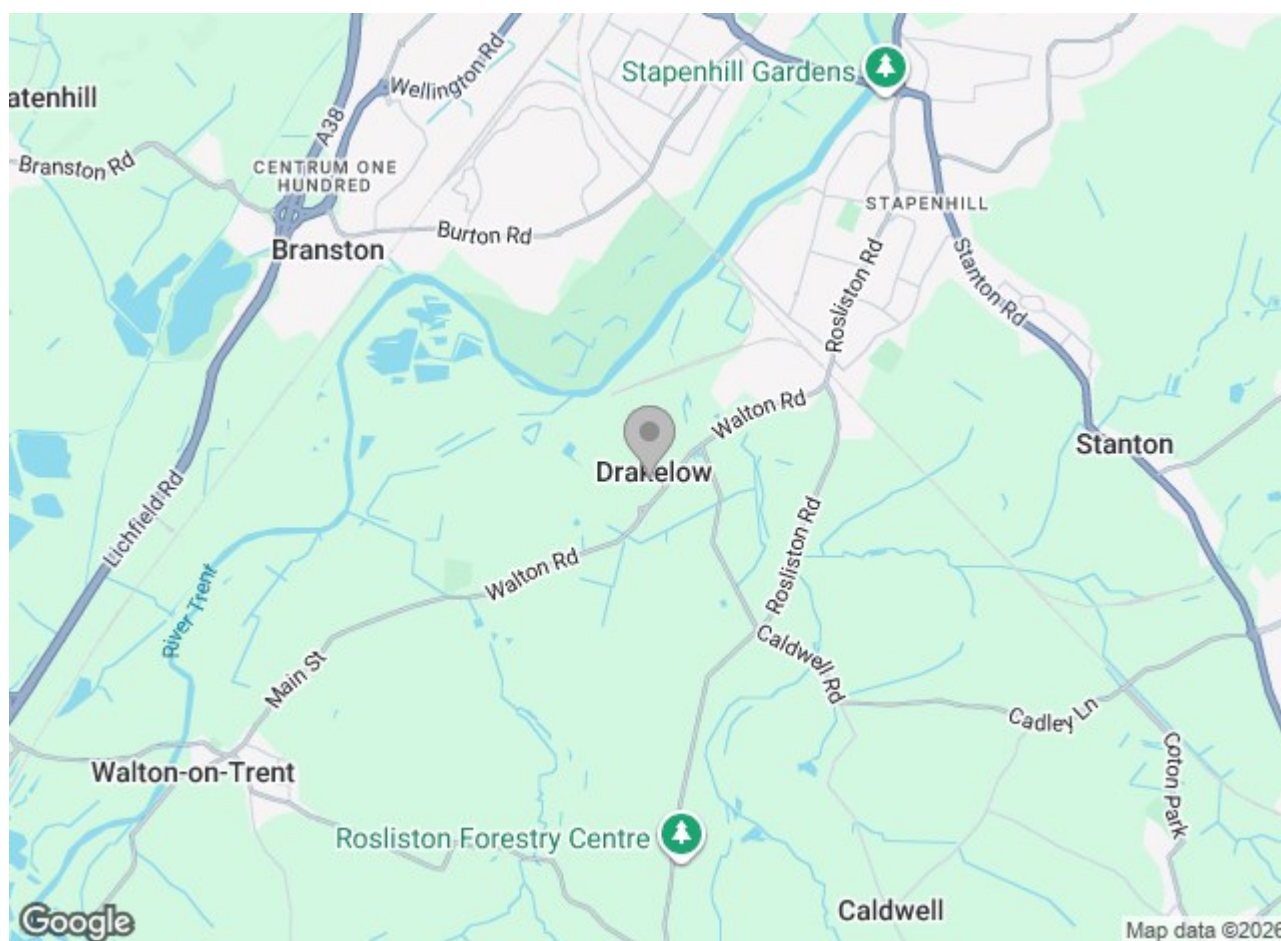 Stapenhill Gardens
Wellington Rd
atenhill
A38
Branston Rd
CENTRUM ONE
HUNDRED
STAPENHILL
Burton Rd
Branston
Rosliston Rd
Stanton Rd
Walton Rd
Stanton
Drakelow
Lichfield Rd
Rosliston Rd
Walton Rd
River Trent
Caldwell Rd
Main St
Cadley Ln
Coton Park
Walton-on-Trent
Rosliston Forestry Centre
Caldwell
Google
Map data ©2026